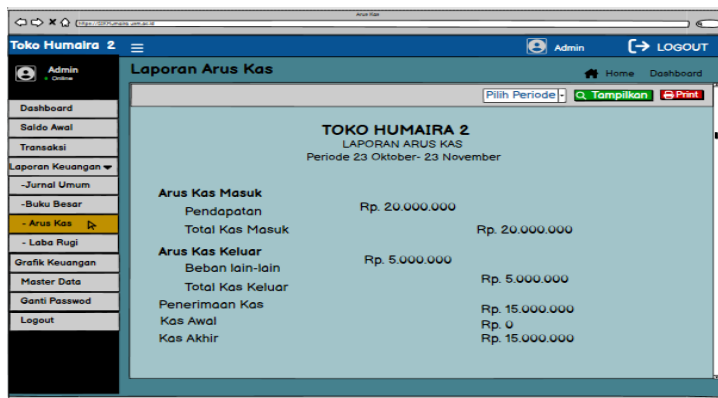 Arus Kas
Toko Humaira 2
Admin
LOGOUT
Admin
Online
Laporan Arus Kas
Home Dashboard
Pilih Periode
Tampilkan
Print
Dashboard
Saldo Awal
Transaksi
Laporan Keuangan
-Jurnal Umum
-Buku Besar
- Arus Kas
- Laba Rugi
Grafik Keuangan
Master Data
Ganti Passwod
Logout
TOKO HUMAIRA 2
LAPORAN ARUS KAS
Periode 23 Oktober- 23 November
Arus Kas Masuk
Pendapatan Rp. 20.000.000
Total Kas Masuk Rp. 20.000.000
Arus Kas Keluar
Beban lain-lain Rp. 5.000.000
Total Kas Keluar Rp. 5.000.000
Penerimaan Kas Rp. 15.000.000
Kas Awal Rp. 0
Kas Akhir Rp. 15.000.000